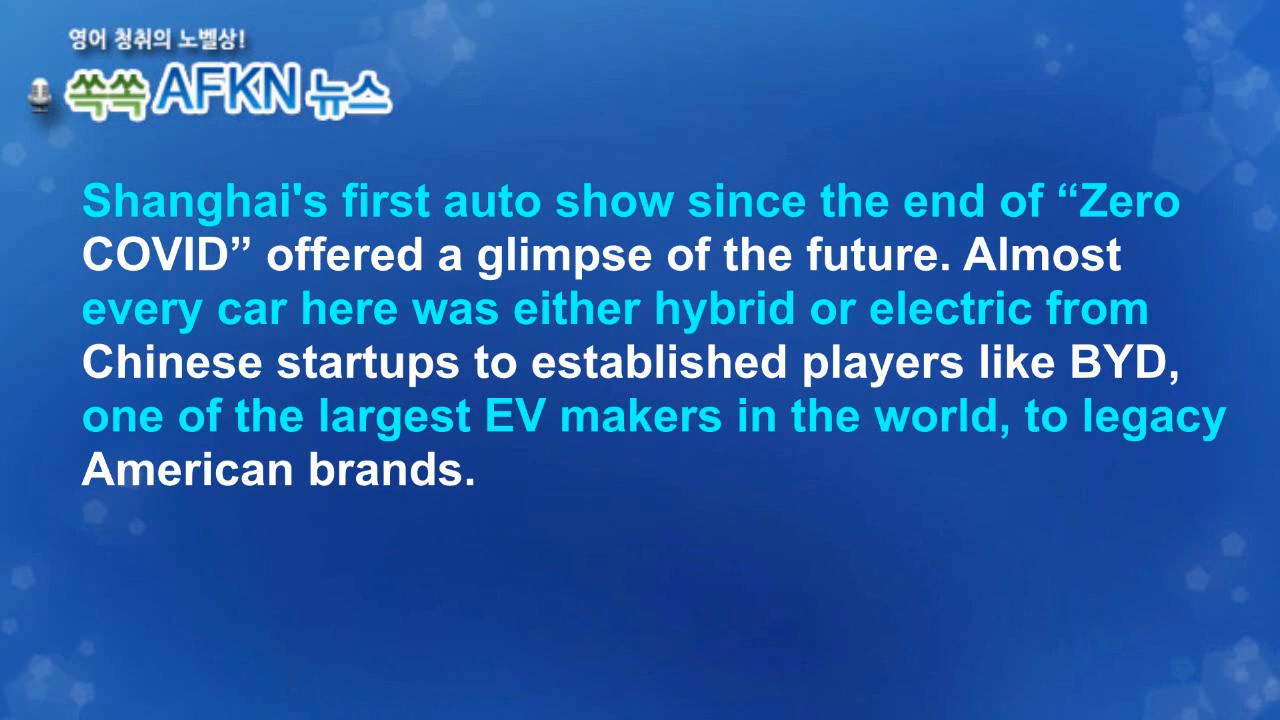 영어 청취의 노벨상!
쏙쏙 AFKN 뉴스
Shanghai's first auto show since the end of “Zero
COVID” offered a glimpse of the future. Almost
every car here was either hybrid or electric from
Chinese startups to established players like BYD,
one of the largest EV makers in the world, to legacy
American brands.